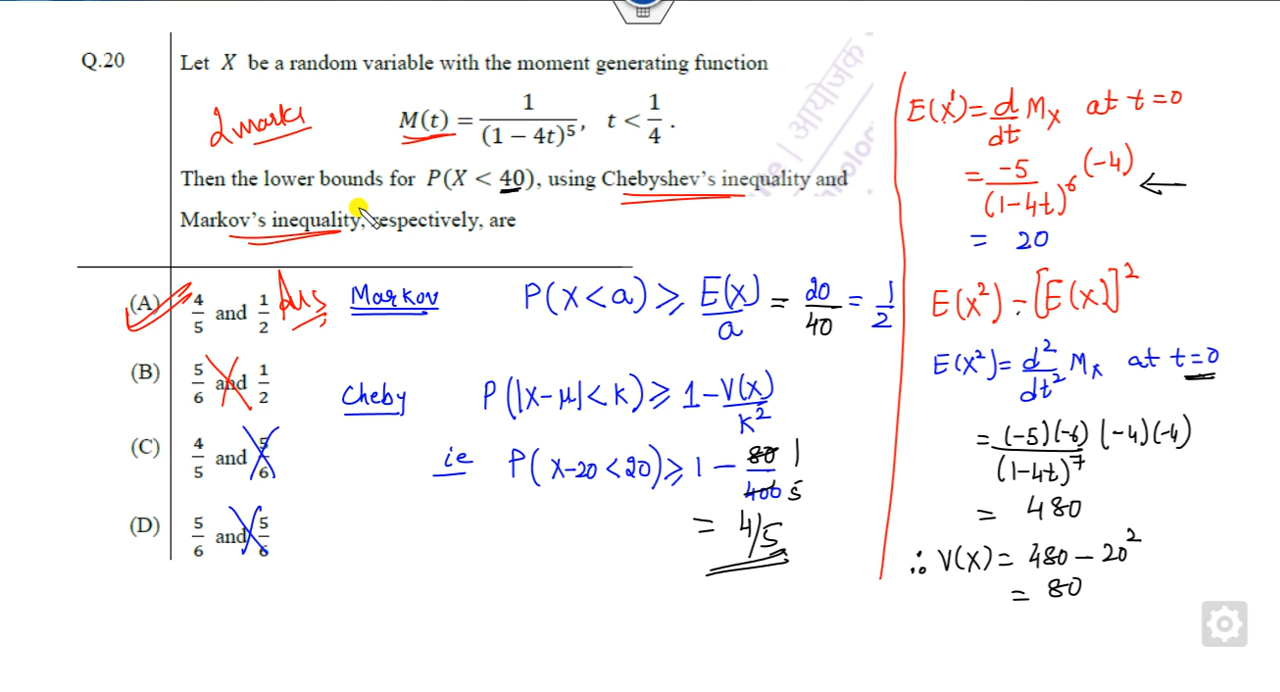 Q.20 Let X be a random variable with the moment generating function
2 marks
M(t) = 1/(1 − 4t)^5, t < 1/4 .
Then the lower bounds for P(X < 40), using Chebyshev's inequality and
Markov's inequality, respectively, are
(A) 4/5 and 1/2 Ans
(B) 5/6 and 1/2
(C) 4/5 and 5/6
(D) 5/6 and 5/6
Markov P(X<a) ⩾ E(X)/a = 20/40 = 1/2
Cheby P(|X-μ|<k) ⩾ 1 - V(X)/k²
ie P(X-20<20) ⩾ 1 - 80/400 1 5
= 4/5
E(X¹) = d/dt Mx at t=0
= -5/(1-4t)^6 (-4) ←
= 20
E(X²) - [E(X)]²
E(X²) = d²/dt² Mx at t=0
= (-5)(-6)/(1-4t)^7 (-4)(-4)
= 480
∴ V(X) = 480 - 20²
= 80
आयोजक